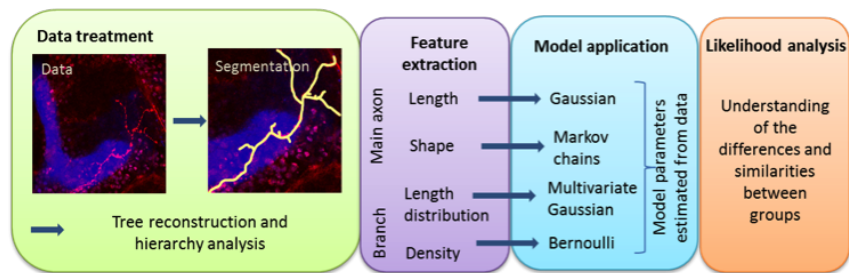 Data treatment
Data
Segmentation
Tree reconstruction and
hierarchy analysis
Feature
extraction
Main axon
Length
Shape
Branch
Length
distribution
Density
Model application
Gaussian
Markov
chains
Multivariate
Gaussian
Bernoulli
Model parameters
estimated from data
Likelihood analysis
Understanding
of the
differences and
similarities
between
groups